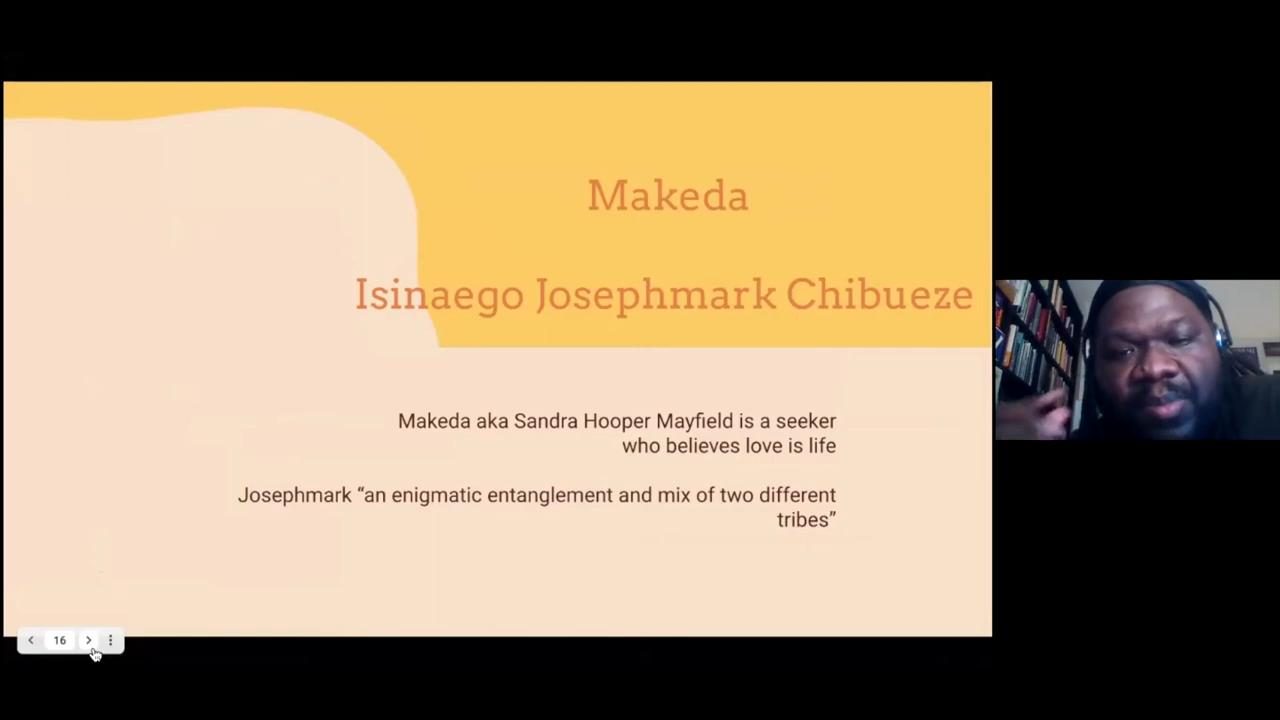 Makeda
Isinaego Josephmark Chibueze
Makeda aka Sandra Hooper Mayfield is a seeker
who believes love is life
Josephmark “an enigmatic entanglement and mix of two different
tribes”
16